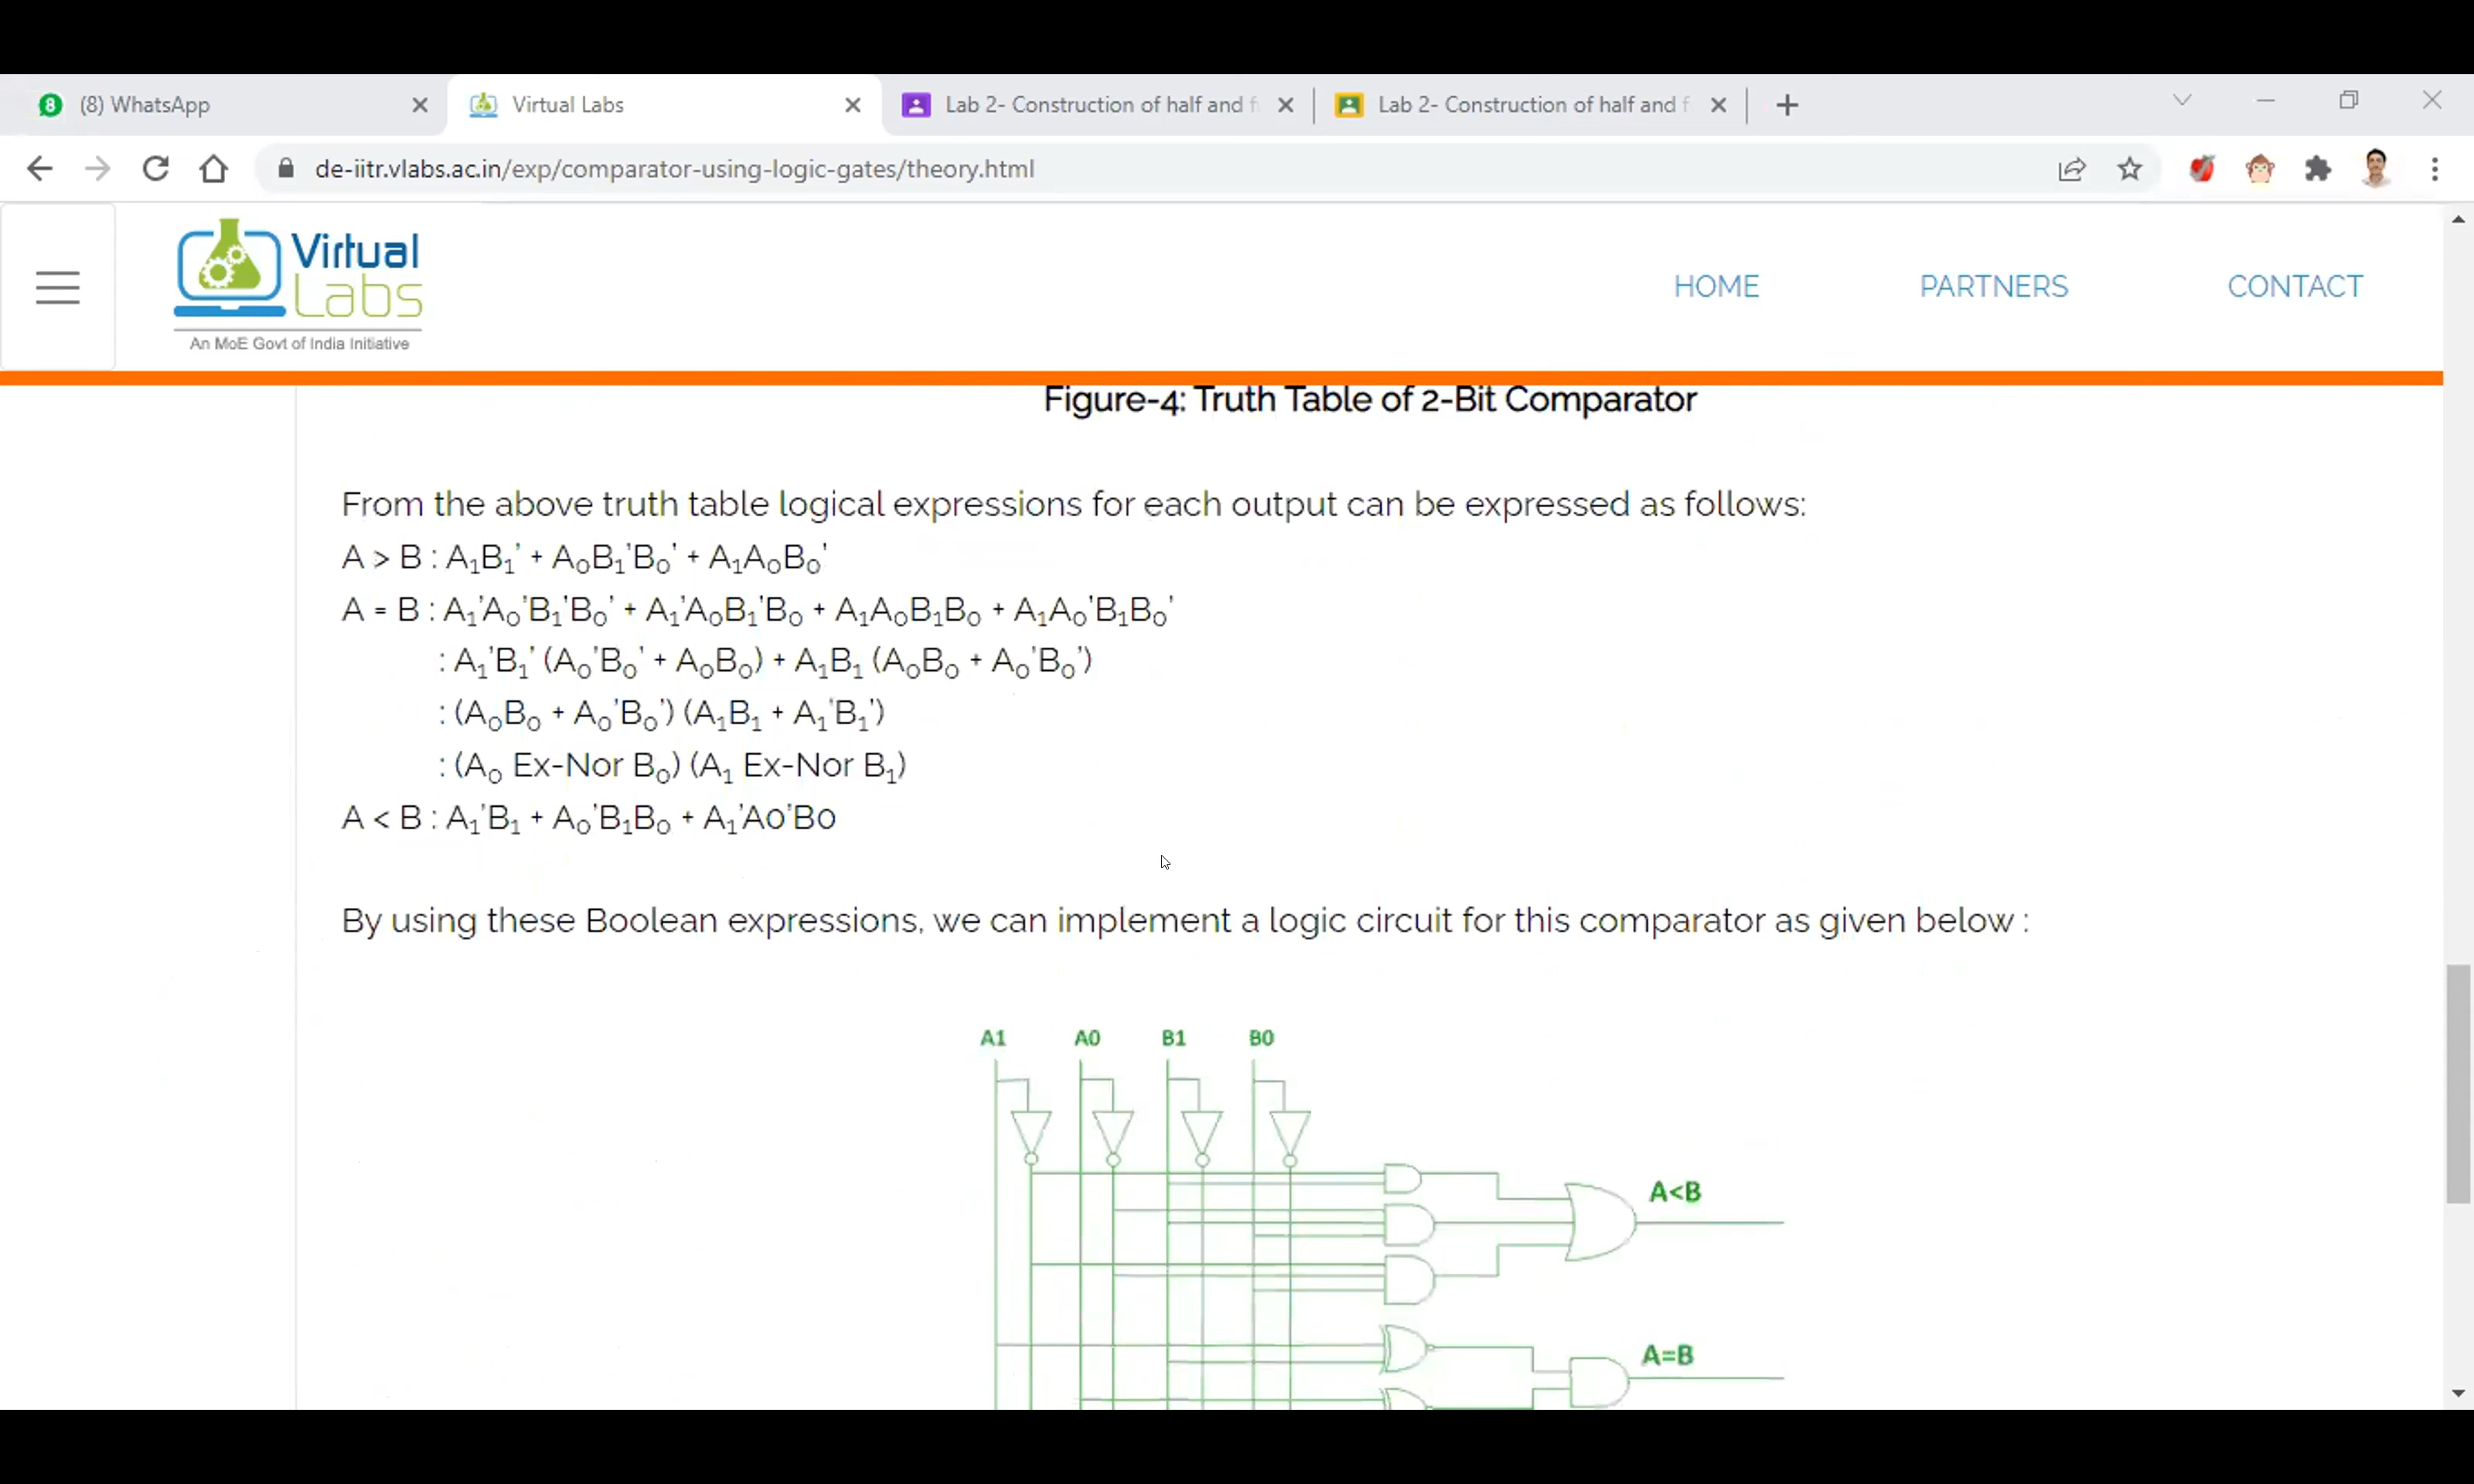 8 (8) WhatsApp
Virtual Labs
Lab 2- Construction of half and f
Lab 2- Construction of half and f
de-iitr.vlabs.ac.in/exp/comparator-using-logic-gates/theory.html
Virtual
Labs
An MoE Govt of India Initiative
HOME
PARTNERS
CONTACT
Figure-4: Truth Table of 2-Bit Comparator
From the above truth table logical expressions for each output can be expressed as follows:
A > B : A₁B₁' + A₀B₁'B₀' + A₁A₀B₀'
A = B : A₁'A₀'B₁'B₀' + A₁'A₀B₁'B₀ + A₁A₀B₁B₀ + A₁A₀'B₁B₀'
: A₁'B₁' (A₀'B₀' + A₀B₀) + A₁B₁ (A₀B₀ + A₀'B₀')
: (A₀B₀ + A₀'B₀') (A₁B₁ + A₁'B₁')
: (A₀ Ex-Nor B₀) (A₁ Ex-Nor B₁)
A < B : A₁'B₁ + A₀'B₁B₀ + A₁'A0'B0
By using these Boolean expressions, we can implement a logic circuit for this comparator as given below :
A1 A0 B1 B0
A<B
A=B